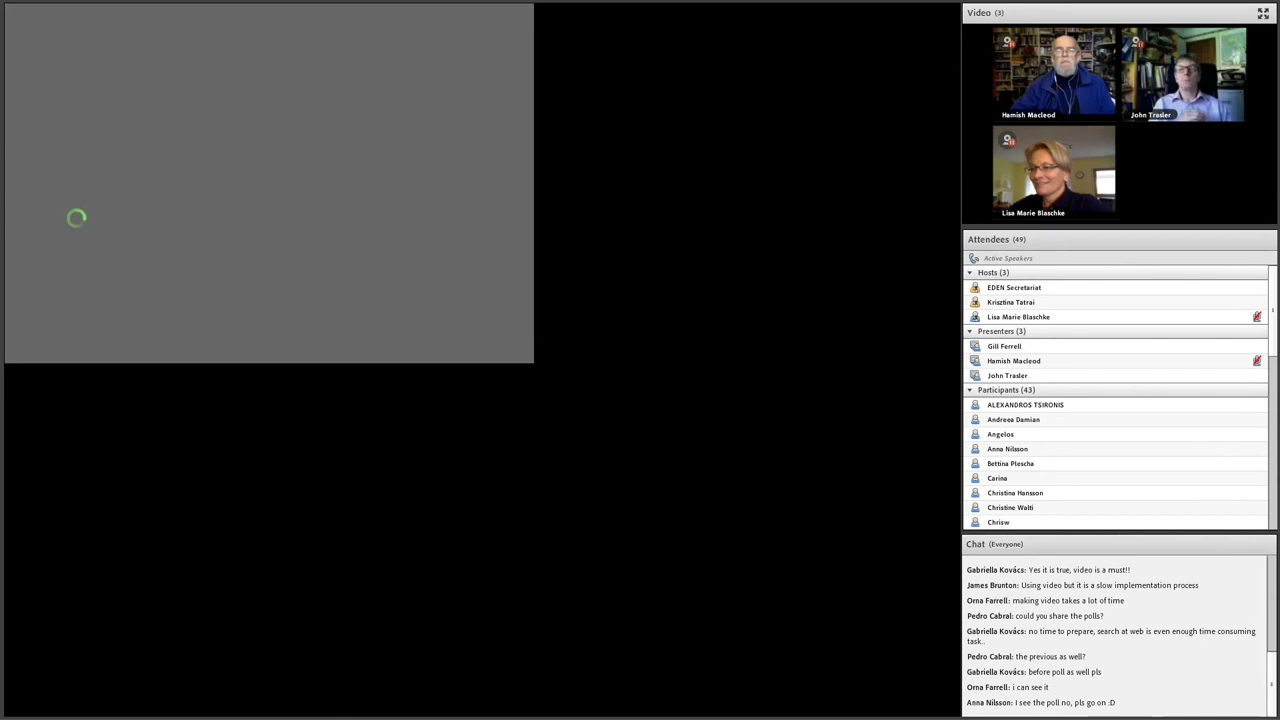 Video (3)
Hamish Macleod
John Trasler
Lisa Marie Blaschke
Attendees (49)
Active Speakers
Hosts (3)
EDEN Secretariat
Krisztina Tatrai
Lisa Marie Blaschke
Presenters (3)
Gill Ferrell
Hamish Macleod
John Trasler
Participants (43)
ALEXANDROS TSIRONIS
Andreea Damian
Angelos
Anna Nilsson
Bettina Plescha
Carina
Christina Hansson
Christine Walti
Chrisw
Chat (Everyone)
Gabriella Kovács: Yes it is true, video is a must!!
James Brunton: Using video but it is a slow implementation process
Orna Farrell: making video takes a lot of time
Pedro Cabral: could you share the polls?
Gabriella Kovács: no time to prepare, search at web is even enough time consuming
task..
Pedro Cabral: the previous as well?
Gabriella Kovács: before poll as well pls
Orna Farrell: i can see it
Anna Nilsson: I see the poll no, pls go on :D